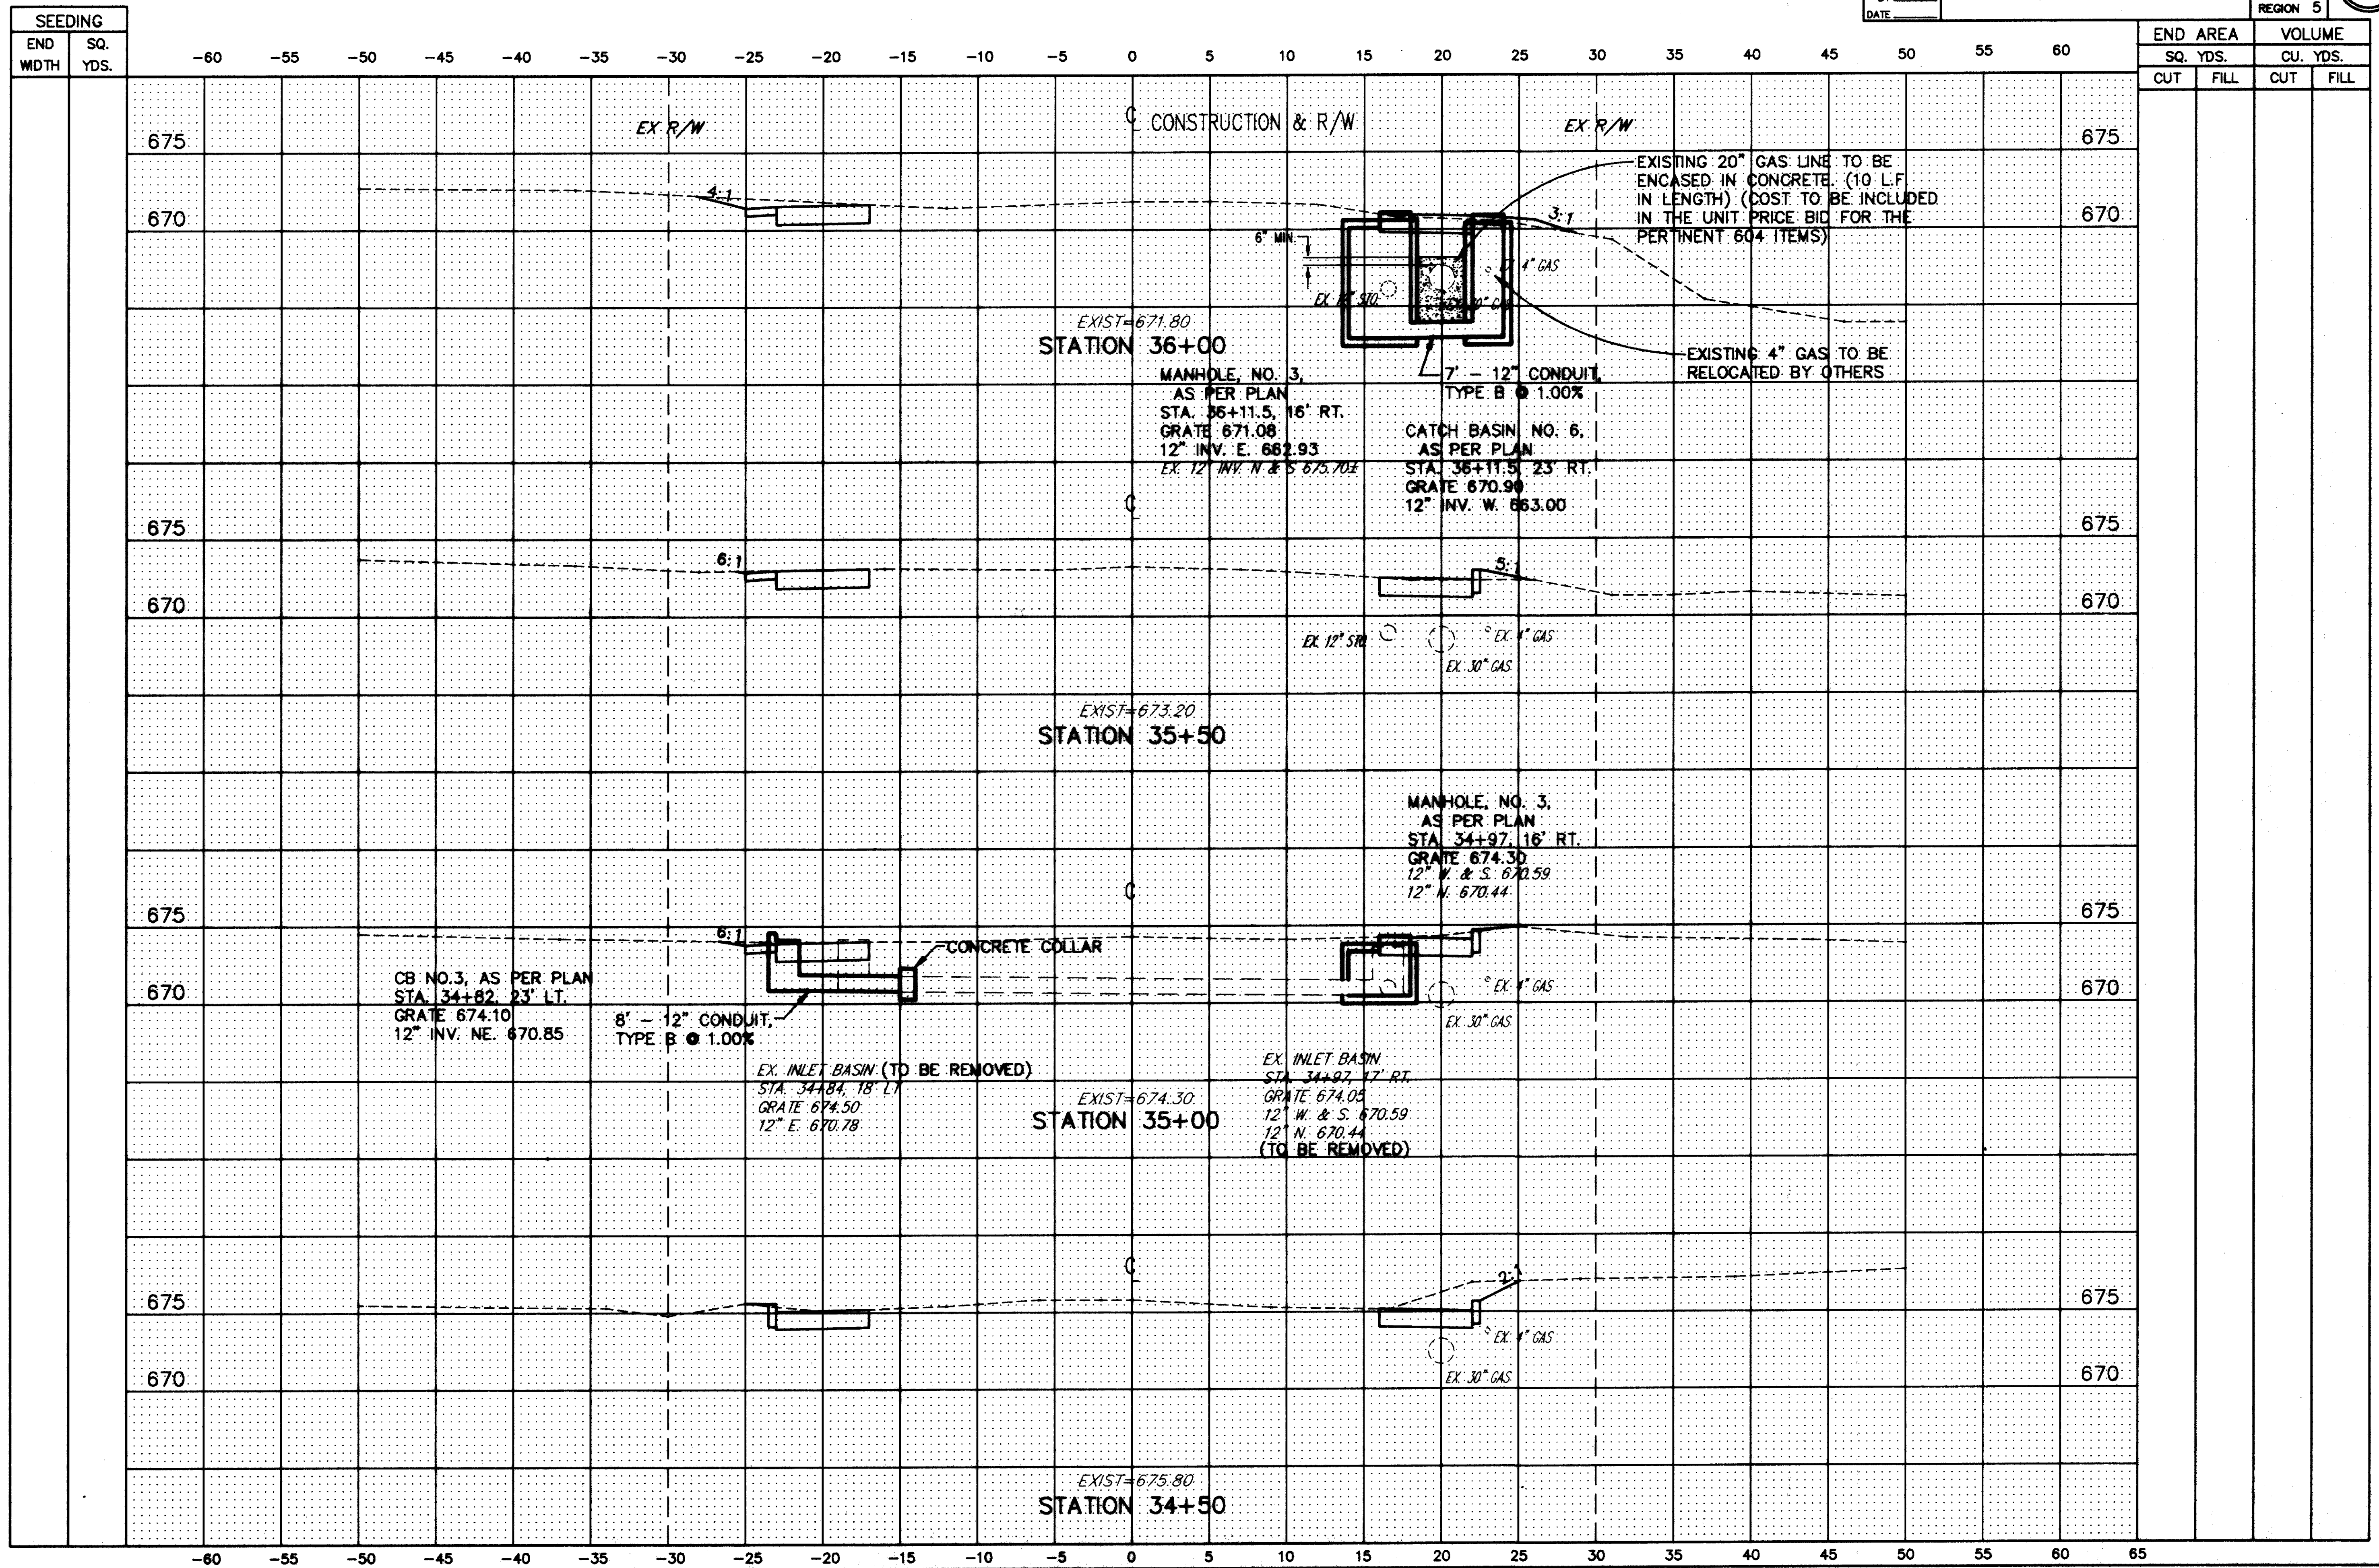 DATE
REGION 5
SEEDING
END WIDTH
SQ. YDS.
END AREA
VOLUME
SQ. YDS.
CU. YDS.
CUT FILL CUT FILL
-60 -55 -50 -45 -40 -35 -30 -25 -20 -15 -10 -5 0 5 10 15 20 25 30 35 40 45 50 55 60
EX R/W
℄ CONSTRUCTION & R/W
EX R/W
675
675
4:1
670
670
EXISTING 20" GAS LINE TO BE
ENCASED IN CONCRETE. (10 L.F.
IN LENGTH) (COST TO BE INCLUDED
IN THE UNIT PRICE BID FOR THE
PERTINENT 604 ITEMS)
3:1
6" MIN.
4" GAS
EXIST=671.80
STATION 36+00
EXISTING 4" GAS TO BE
RELOCATED BY OTHERS
MANHOLE, NO. 3,
AS PER PLAN
STA. 36+11.5, 16' RT.
GRATE 671.08
12" INV. E. 662.93
EX. 12" INV. N & S 675.70±
7' - 12" CONDUIT,
TYPE B @ 1.00%
CATCH BASIN, NO. 6,
AS PER PLAN
STA. 36+11.5, 23' RT.
GRATE 670.90
12" INV. W. 663.00
℄
675
675
6:1
5:1
670
670
EX. 12" STO.
EX. 4" GAS
EX. 30" GAS
EXIST=673.20
STATION 35+50
MANHOLE, NO. 3,
AS PER PLAN
STA. 34+97, 16' RT.
GRATE 674.30
12" W. & S. 670.59
12" N. 670.44
℄
675
675
6:1
CONCRETE COLLAR
CB NO.3, AS PER PLAN
STA. 34+82, 23' LT.
GRATE 674.10
12" INV. NE. 670.85
670
670
8' - 12" CONDUIT,
TYPE B @ 1.00%
EX. 4" GAS
EX. 30" GAS
EX. INLET BASIN (TO BE REMOVED)
STA. 34+84, 18' LT
GRATE 674.50
12" E. 670.78
EXIST=674.30
STATION 35+00
EX. INLET BASIN
STA. 34+97, 17' RT.
GRATE 674.05
12" W. & S. 670.59
12" N. 670.44
(TO BE REMOVED)
℄
2:1
675
675
EX. 4" GAS
670
670
EX. 30" GAS
EXIST=675.80
STATION 34+50
-60 -55 -50 -45 -40 -35 -30 -25 -20 -15 -10 -5 0 5 10 15 20 25 30 35 40 45 50 55 60 65